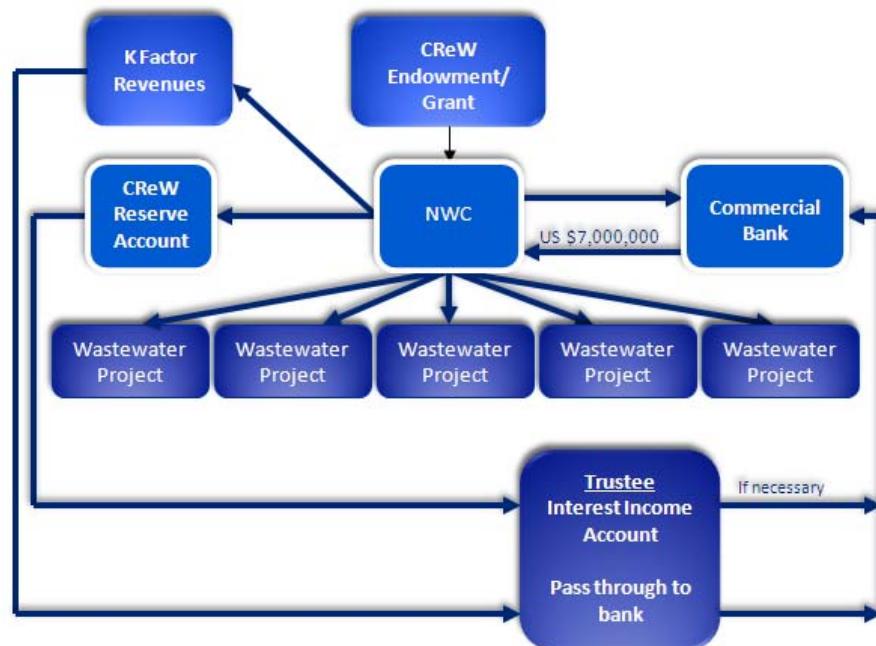 K Factor
Revenues
CReW
Endowment/
Grant
CReW
Reserve
Account
NWC
US $7,000,000
Commercial
Bank
Wastewater
Project
Wastewater
Project
Wastewater
Project
Wastewater
Project
Wastewater
Project
Trustee
Interest Income
Account
Pass through to
bank
If necessary